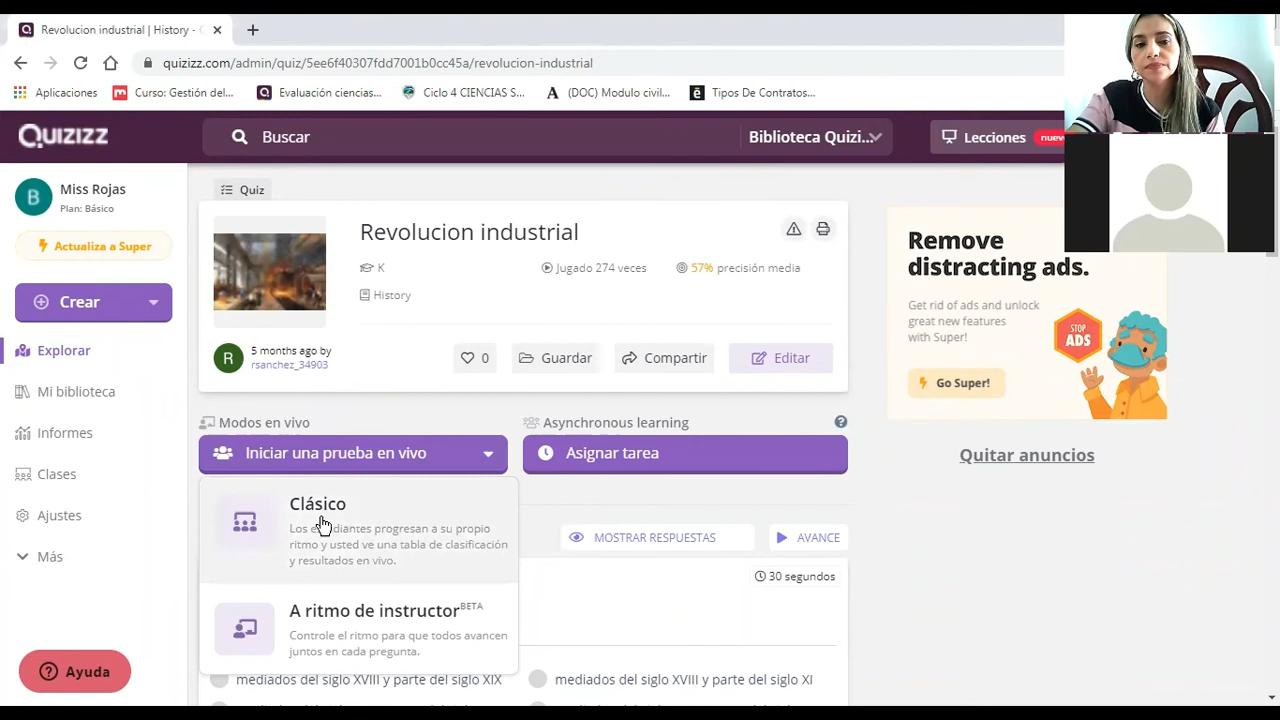 Revolucion industrial | History -
quizizz.com/admin/quiz/5ee6f40307fdd7001b0cc45a/revolucion-industrial
Aplicaciones
Curso: Gestión del...
Evaluación ciencias...
Ciclo 4 CIENCIAS S...
(DOC) Modulo civil...
Tipos De Contratos...
QUIZIZZ
Buscar
Biblioteca Quizi...
Lecciones
B
Miss Rojas
Plan: Básico
Actualiza a Super
Crear
Explorar
Mi biblioteca
Informes
Clases
Ajustes
Más
Ayuda
Quiz
Revolucion industrial
K
Jugado 274 veces
57% precisión media
History
R
5 months ago by
rsanchez_34903
0
Guardar
Compartir
Editar
Modos en vivo
Iniciar una prueba en vivo
Asynchronous learning
Asignar tarea
Clásico
Los estudiantes progresan a su propio
ritmo y usted ve una tabla de clasificación
y resultados en vivo.
A ritmo de instructor BETA
Controle el ritmo para que todos avancen
juntos en cada pregunta.
MOSTRAR RESPUESTAS
AVANCE
30 segundos
mediados del siglo XVIII y parte del siglo XIX
mediados del siglo XVIII y parte del siglo XI
Remove
distracting ads.
Get rid of ads and unlock
great new features
with Super!
STOP
ADS
Go Super!
Quitar anuncios